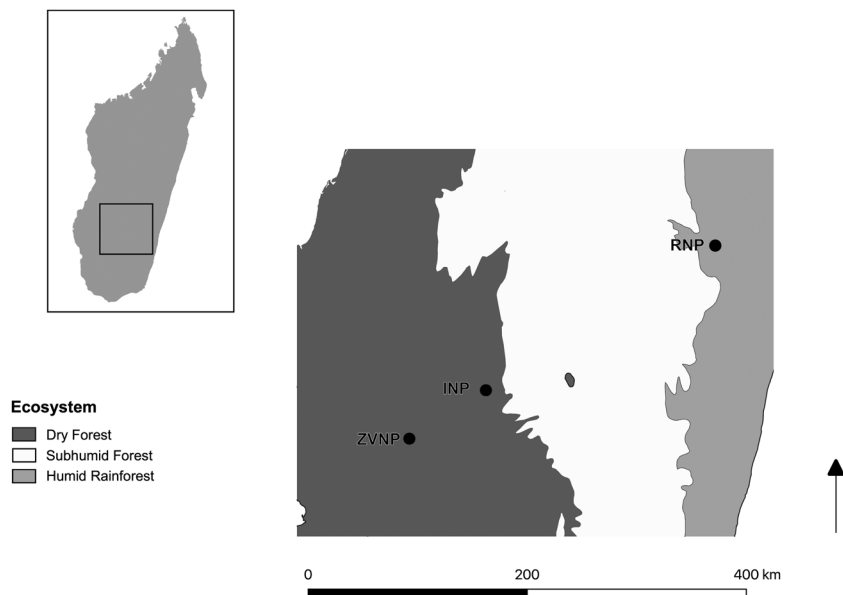 RNP
INP
ZVNP
Ecosystem
Dry Forest
Subhumid Forest
Humid Rainforest
0 200 400 km